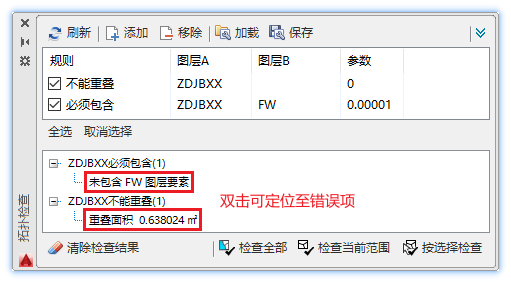 刷新 添加 移除 加载 保存
规则 图层A 图层B 参数
不能重叠 ZDJBXX 0
必须包含 ZDJBXX FW 0.00001
全选 取消选择
ZDJBXX必须包含(1)
未包含 FW 图层要素
ZDJBXX不能重叠(1)
重叠面积 0.638024 ㎡
双击可定位至错误项
清除检查结果 检查全部 检查当前范围 按选择检查
拓扑检查